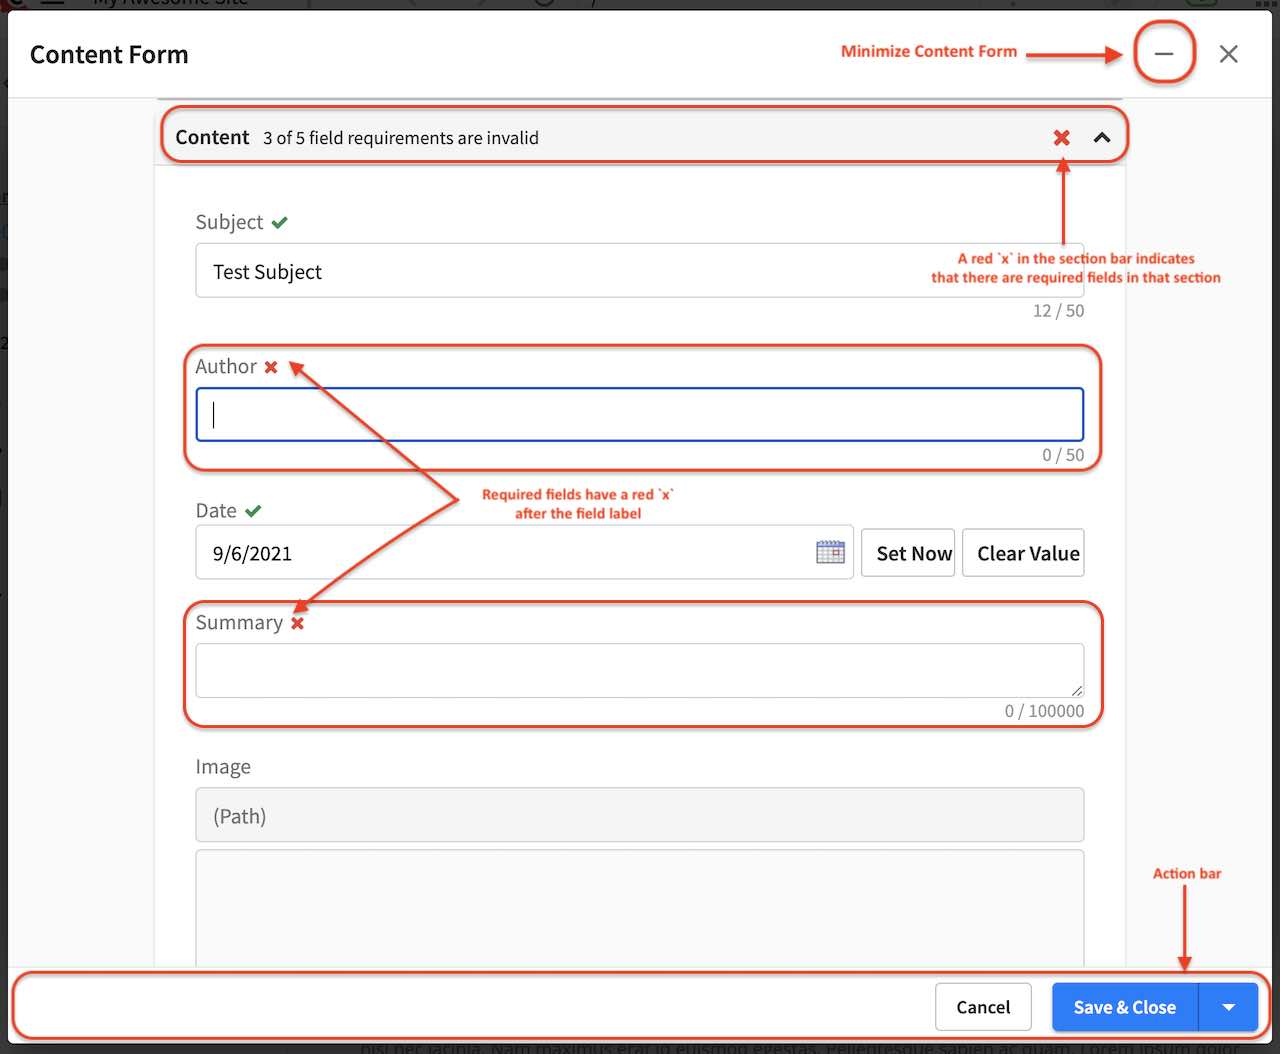 My Awesome Site
Content Form
Minimize Content Form
Content 3 of 5 field requirements are invalid
Subject
A red `x` in the section bar indicates
that there are required fields in that section
Test Subject
12 / 50
Author
0 / 50
Required fields have a red `x`
after the field label
Date
9/6/2021
Set Now
Clear Value
Summary
0 / 100000
Image
(Path)
Action bar
Cancel
Save & Close